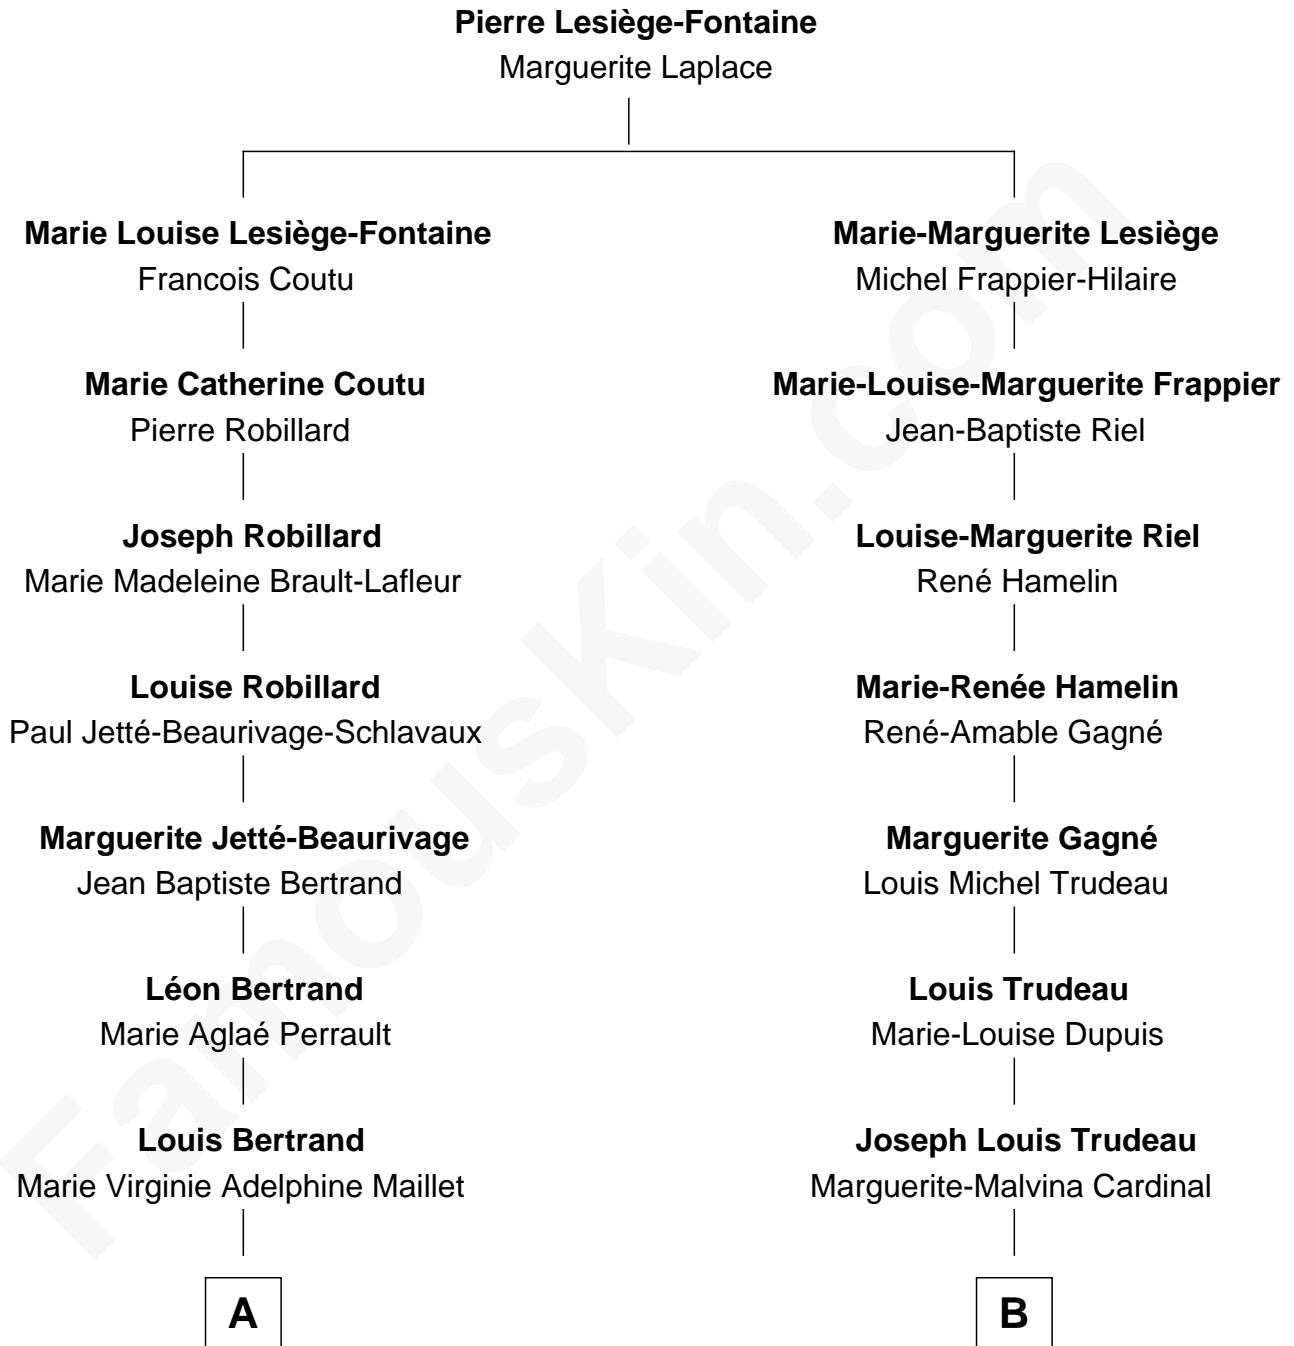 Pierre Lesiège-Fontaine
Marguerite Laplace
Marie Louise Lesiège-Fontaine
Francois Coutu
Marie Catherine Coutu
Pierre Robillard
Joseph Robillard
Marie Madeleine Brault-Lafleur
Louise Robillard
Paul Jetté-Beaurivage-Schlavaux
Marguerite Jetté-Beaurivage
Jean Baptiste Bertrand
Léon Bertrand
Marie Aglaé Perrault
Louis Bertrand
Marie Virginie Adelphine Maillet
A
Marie-Marguerite Lesiège
Michel Frappier-Hilaire
Marie-Louise-Marguerite Frappier
Jean-Baptiste Riel
Louise-Marguerite Riel
René Hamelin
Marie-Renée Hamelin
René-Amable Gagné
Marguerite Gagné
Louis Michel Trudeau
Louis Trudeau
Marie-Louise Dupuis
Joseph Louis Trudeau
Marguerite-Malvina Cardinal
B
FamousKin.com